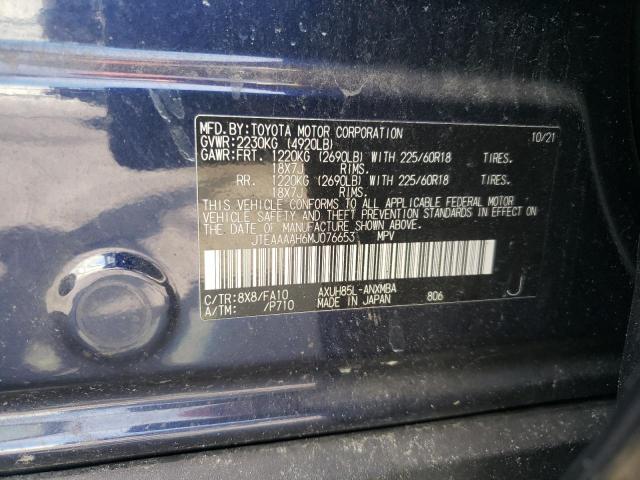 MFD. BY: TOYOTA MOTOR CORPORATION 10/21
GVWR: 2230KG (4920LB)
GAWR: FRT. 1220KG (2690LB) WITH 225/60R18 TIRES.
18X7J RIMS.
RR. 1220KG (2690LB) WITH 225/60R18 TIRES.
18X7J RIMS.
THIS VEHICLE CONFORMS TO ALL APPLICABLE FEDERAL MOTOR
VEHICLE SAFETY AND THEFT PREVENTION STANDARDS IN EFFECT ON
THE DATE OF MANUFACTURE SHOWN ABOVE.
JTEAAAAH6MJ076653 MPV
C/TR: 8X8/FA10 AXUH85L-ANXMBA
A/TM: /P710 MADE IN JAPAN 8D6 J